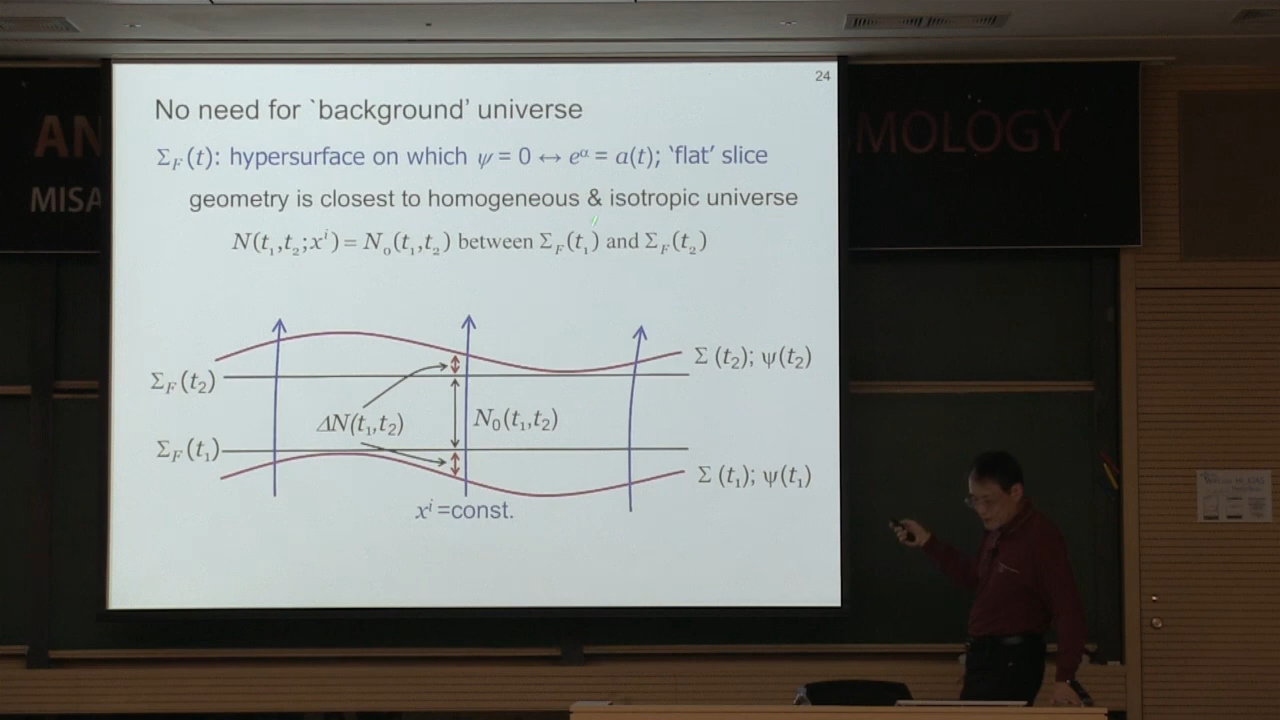 24
No need for `background' universe
Σ_F(t): hypersurface on which ψ = 0 ↔ e^α = a(t); 'flat' slice
geometry is closest to homogeneous & isotropic universe
N(t₁,t₂;xⁱ) = N₀(t₁,t₂) between Σ_F(t₁) and Σ_F(t₂)
Σ_F(t₂)
Σ(t₂); ψ(t₂)
ΔN(t₁,t₂)
N₀(t₁,t₂)
Σ_F(t₁)
Σ(t₁); ψ(t₁)
xⁱ=const.
AN
MISA
MOLOGY